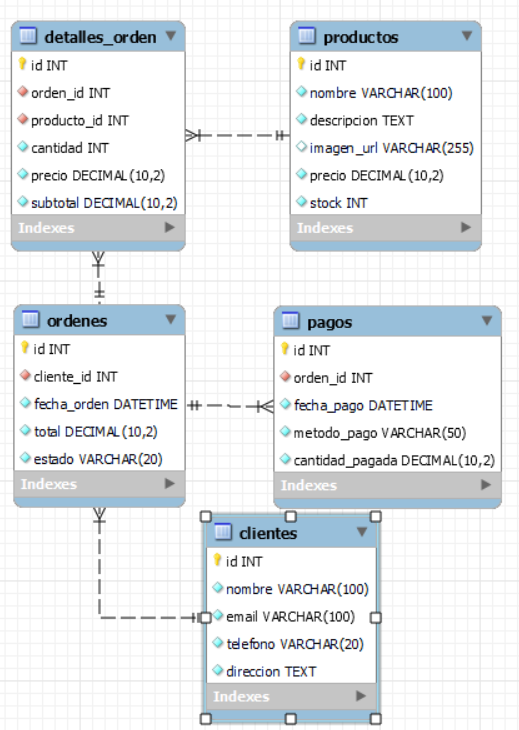 detalles_orden
id INT
orden_id INT
producto_id INT
cantidad INT
precio DECIMAL(10,2)
subtotal DECIMAL(10,2)
Indexes
productos
id INT
nombre VARCHAR(100)
descripcion TEXT
imagen_url VARCHAR(255)
precio DECIMAL(10,2)
stock INT
Indexes
ordenes
id INT
cliente_id INT
fecha_orden DATETIME
total DECIMAL(10,2)
estado VARCHAR(20)
Indexes
pagos
id INT
orden_id INT
fecha_pago DATETIME
metodo_pago VARCHAR(50)
cantidad_pagada DECIMAL(10,2)
Indexes
clientes
id INT
nombre VARCHAR(100)
email VARCHAR(100)
telefono VARCHAR(20)
direccion TEXT
Indexes